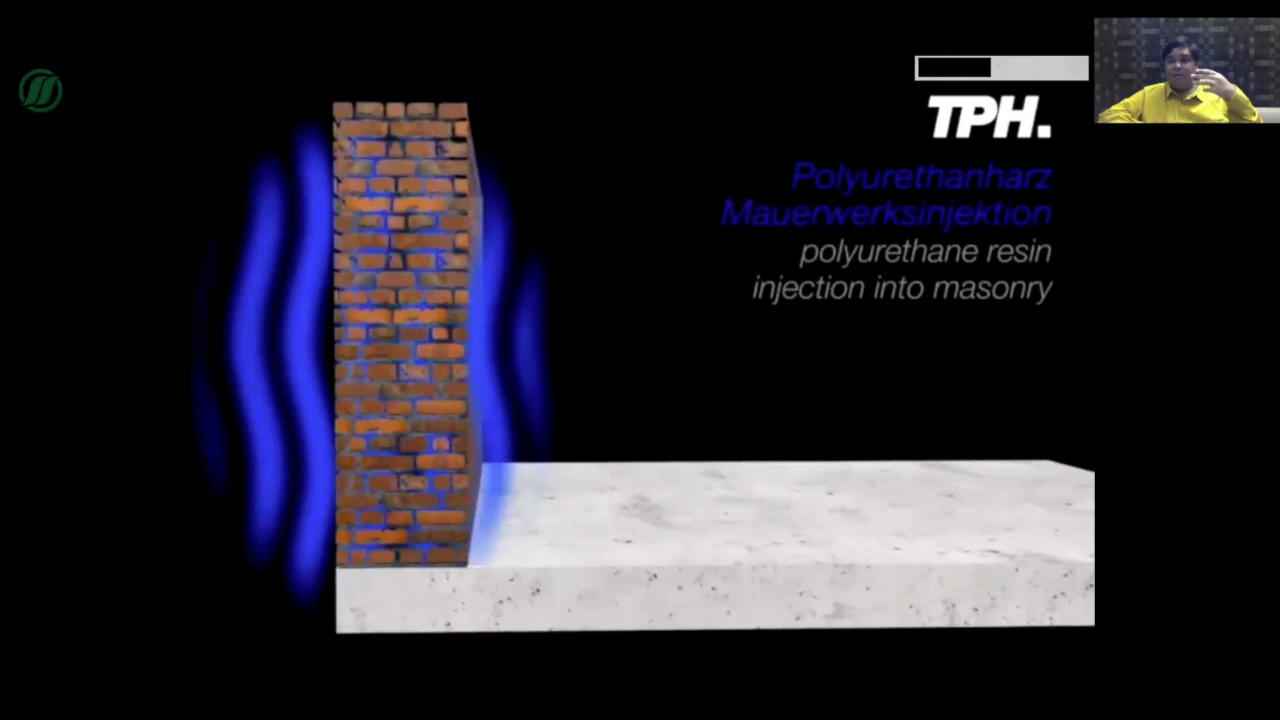 TPH.
Polyurethanharz
Mauerwerksinjektion
polyurethane resin
injection into masonry